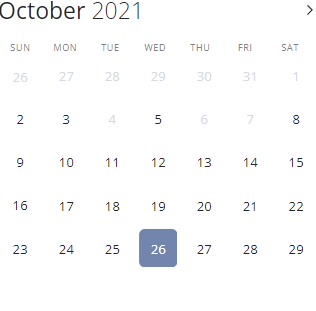 October 2021
SUN MON TUE WED THU FRI SAT
26 27 28 29 30 31 1
2 3 4 5 6 7 8
9 10 11 12 13 14 15
16 17 18 19 20 21 22
23 24 25 26 27 28 29